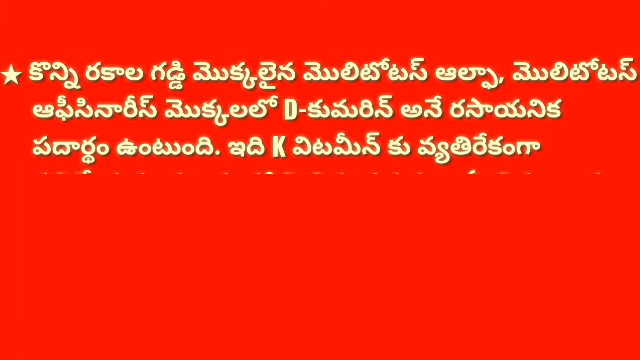 ★ కొన్ని రకాల గడ్డి మొక్కలైన మొలిటోటస్ ఆల్ఫా, మొలిటోటస్
ఆఫీసినారీస్ మొక్కలలో D-కుమరిన్ అనే రసాయనిక
పదార్థం ఉంటుంది. ఇది K విటమీన్ కు వ్యతిరేకంగా